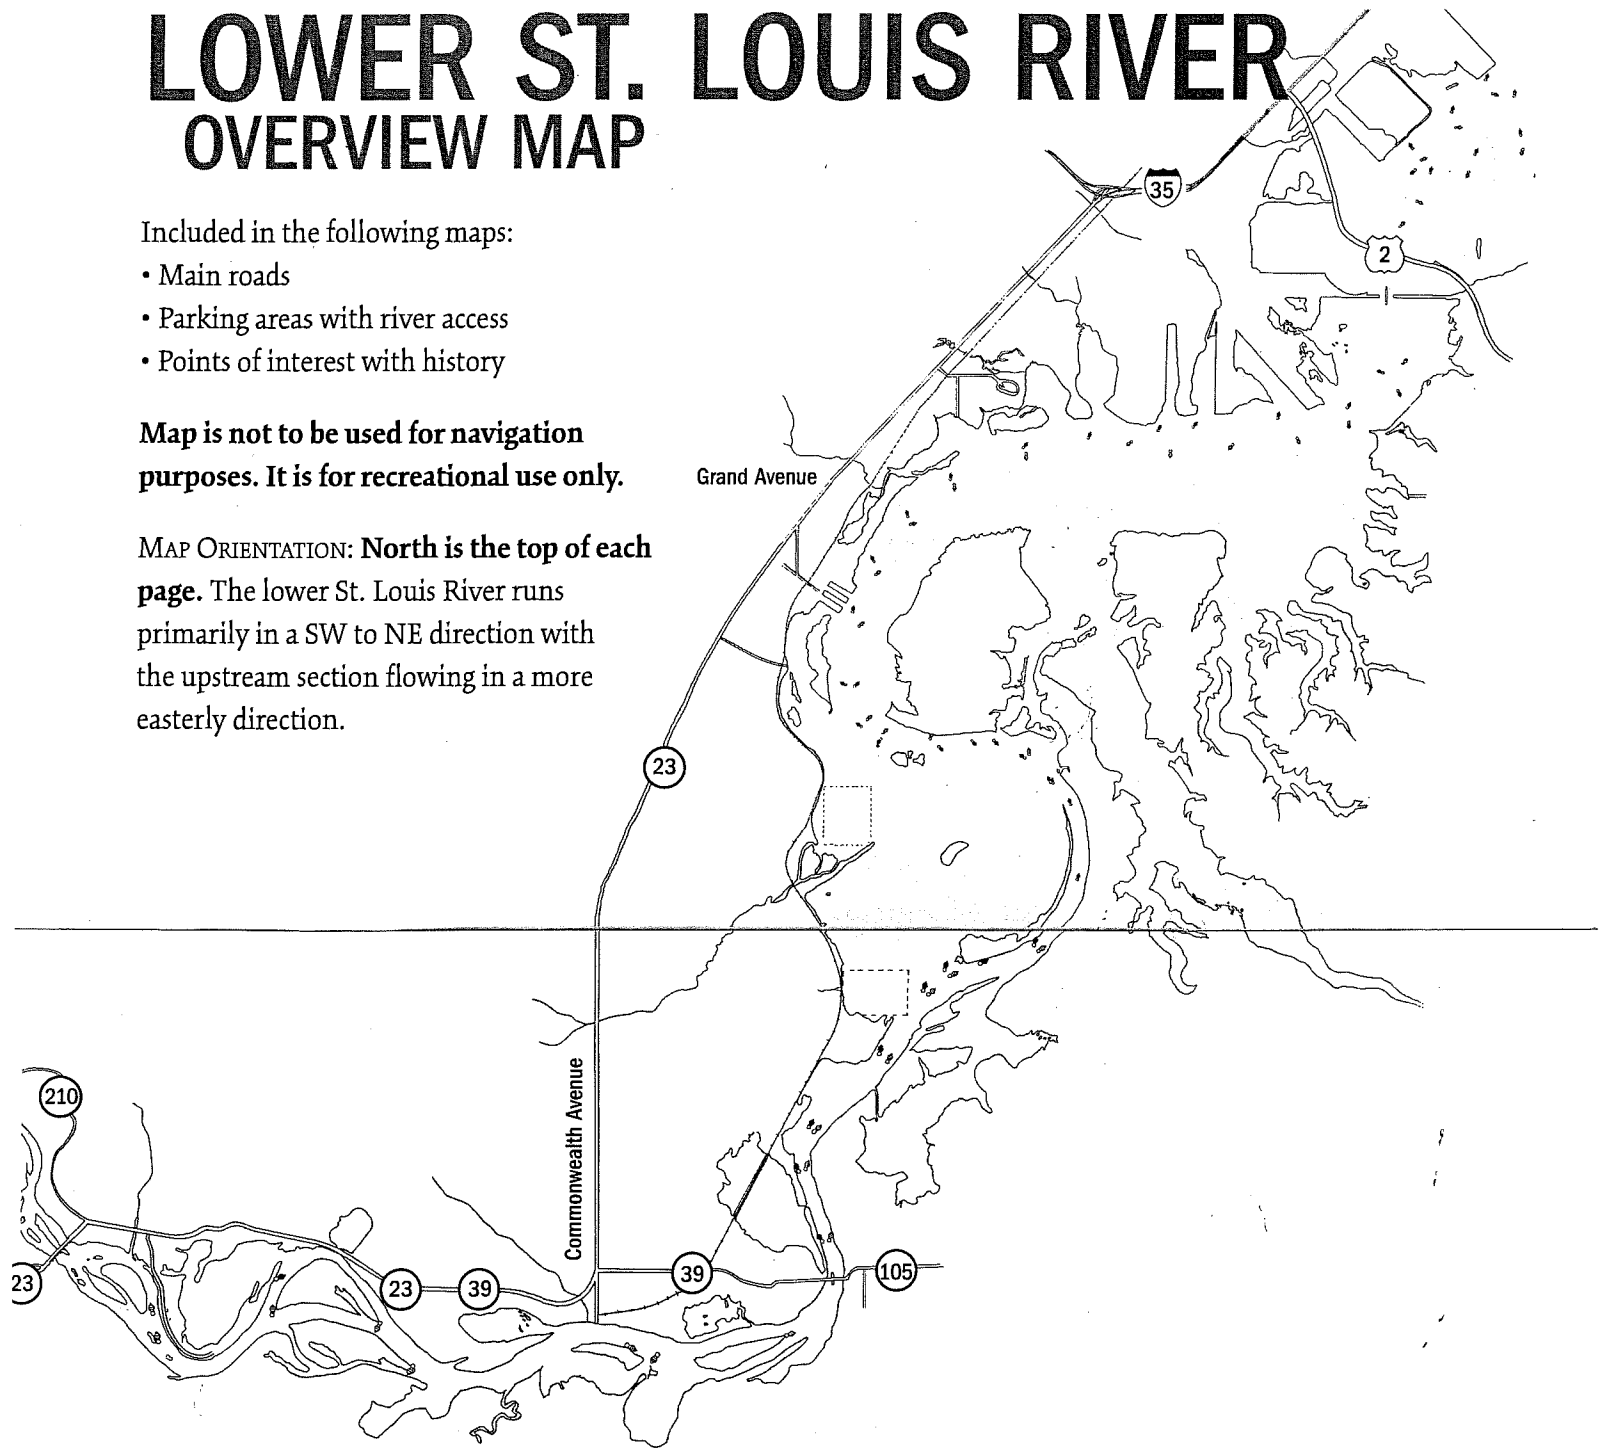 LOWER ST. LOUIS RIVER
OVERVIEW MAP
Included in the following maps:
• Main roads
• Parking areas with river access
• Points of interest with history
Map is not to be used for navigation
purposes. It is for recreational use only.
MAP ORIENTATION: North is the top of each
page. The lower St. Louis River runs
primarily in a SW to NE direction with
the upstream section flowing in a more
easterly direction.
35
2
Grand Avenue
23
Commonwealth Avenue
210
23
23
39
39
105